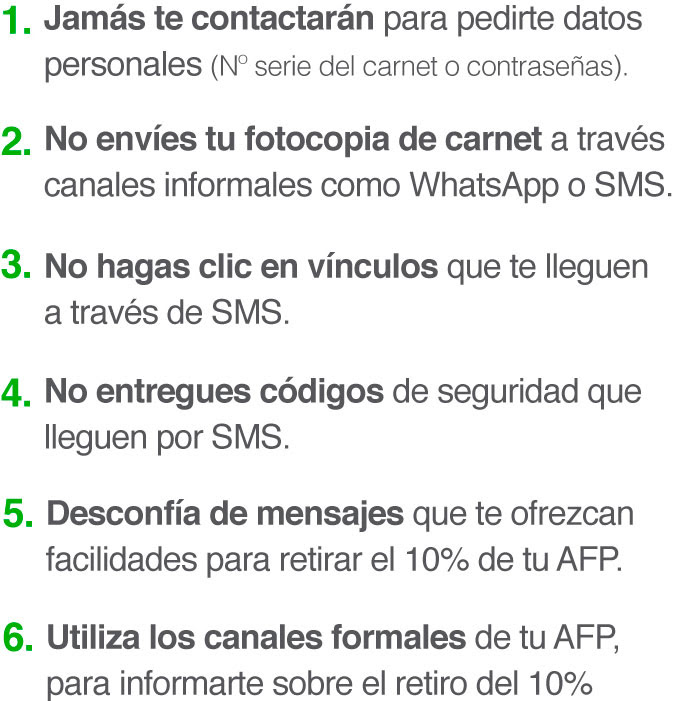 1. Jamás te contactarán para pedirte datos
personales (Nº serie del carnet o contraseñas).
2. No envíes tu fotocopia de carnet a través
canales informales como WhatsApp o SMS.
3. No hagas clic en vínculos que te lleguen
a través de SMS.
4. No entregues códigos de seguridad que
lleguen por SMS.
5. Desconfía de mensajes que te ofrezcan
facilidades para retirar el 10% de tu AFP.
6. Utiliza los canales formales de tu AFP,
para informarte sobre el retiro del 10%